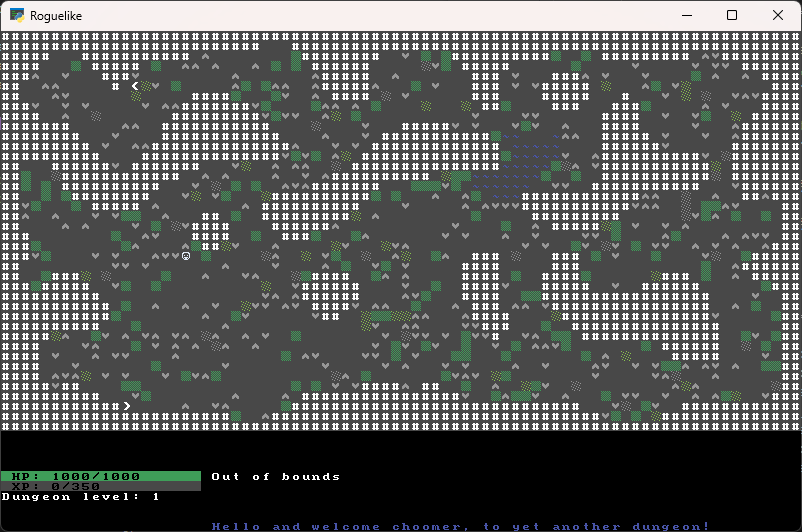 Roguelike
HP: 1000/1000
Out of bounds
XP: 0/350
Dungeon level: 1
Hello and welcome choomer, to yet another dungeon!